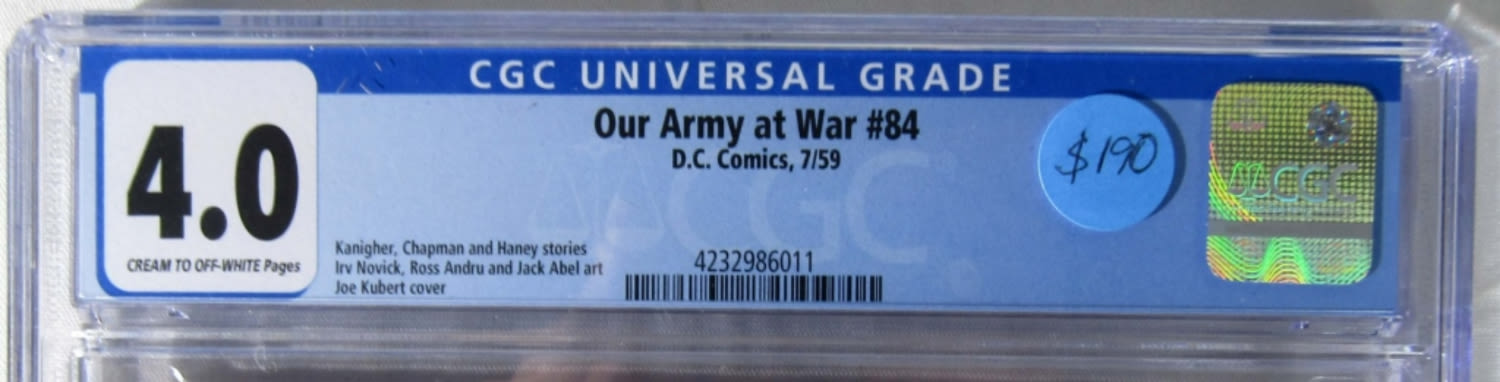 CGC UNIVERSAL GRADE
4.0
CREAM TO OFF-WHITE Pages
Our Army at War #84
D.C. Comics, 7/59
Kanigher, Chapman and Haney stories
Irv Novick, Ross Andru and Jack Abel art
Joe Kubert cover
4232986011
$190
CGC
CGC